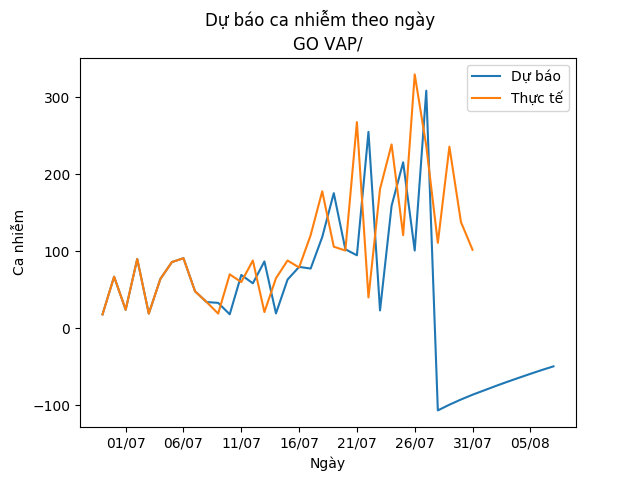 Dự báo ca nhiễm theo ngày
GO VAP/
Dự báo
Thực tế
Ca nhiễm
300
200
100
0
−100
01/07 06/07 11/07 16/07 21/07 26/07 31/07 05/08
Ngày